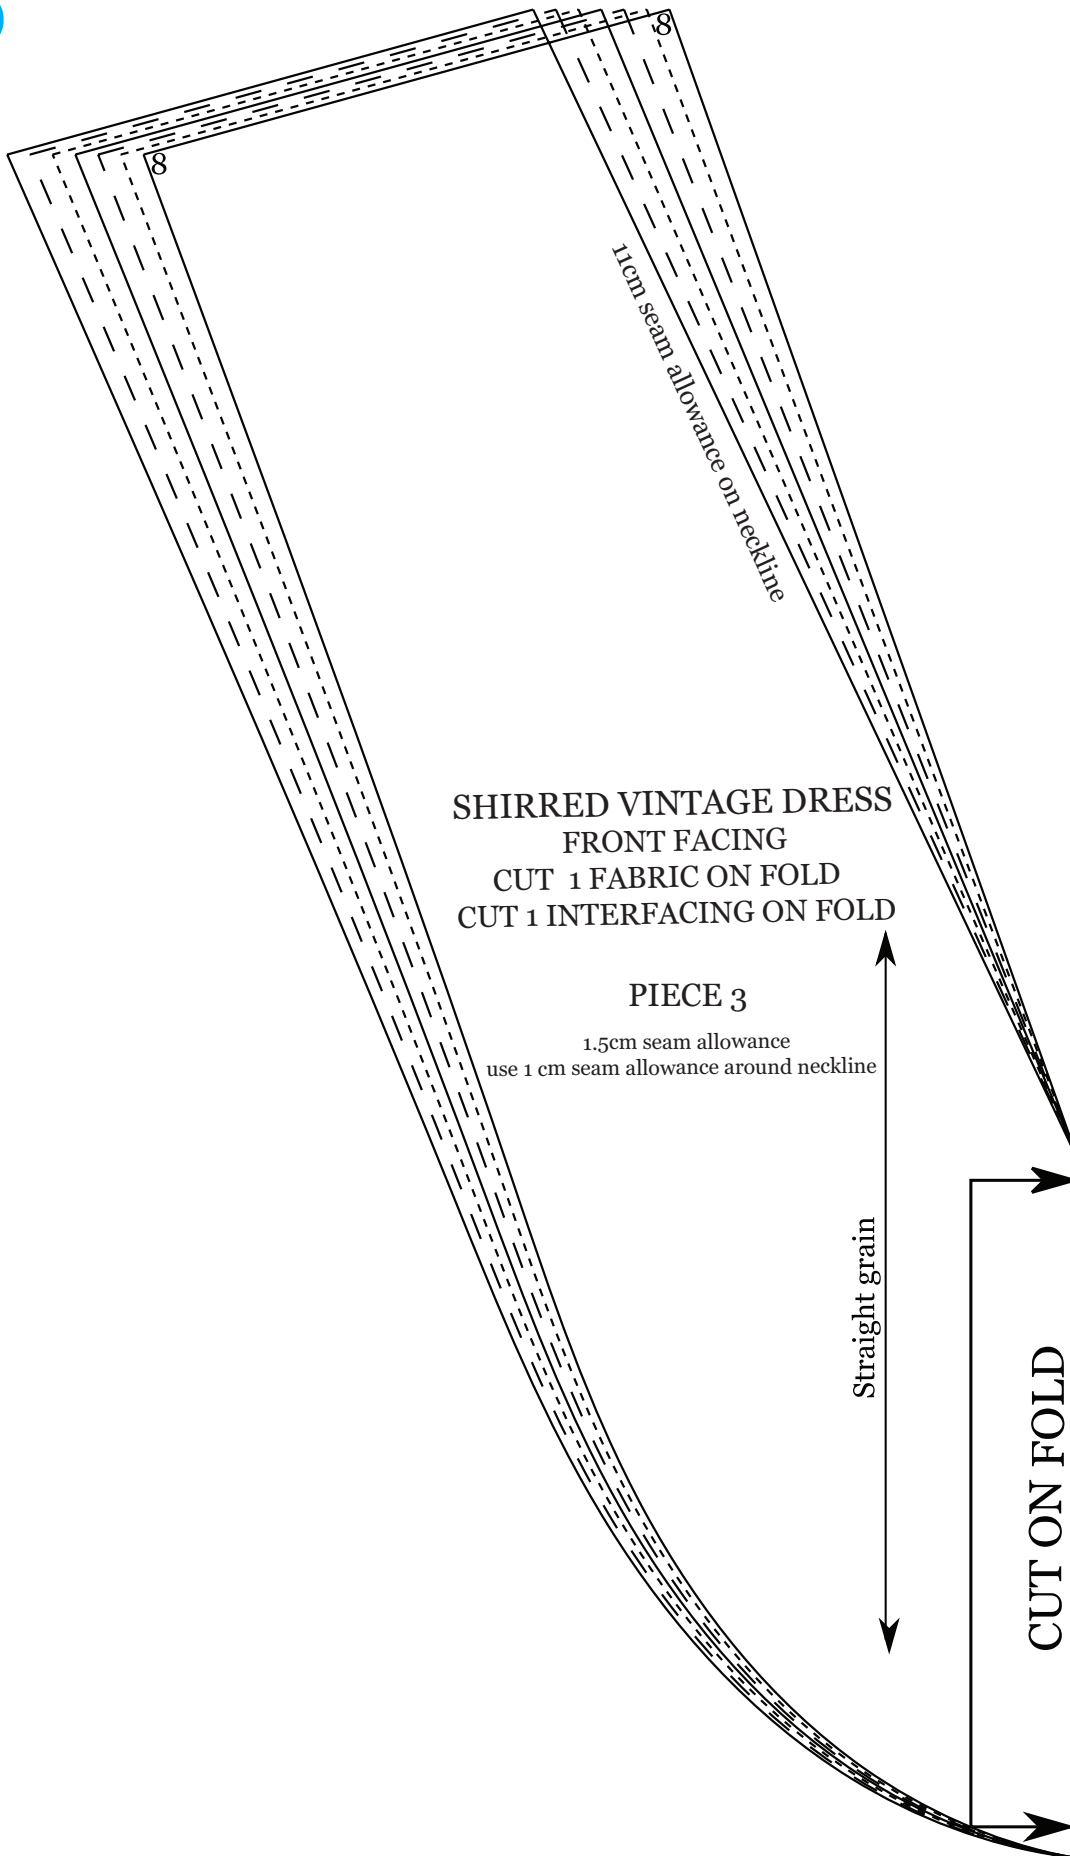 8
8
11cm seam allowance on neckline
SHIRRED VINTAGE DRESS
FRONT FACING
CUT 1 FABRIC ON FOLD
CUT 1 INTERFACING ON FOLD
PIECE 3
1.5cm seam allowance
use 1 cm seam allowance around neckline
Straight grain
CUT ON FOLD